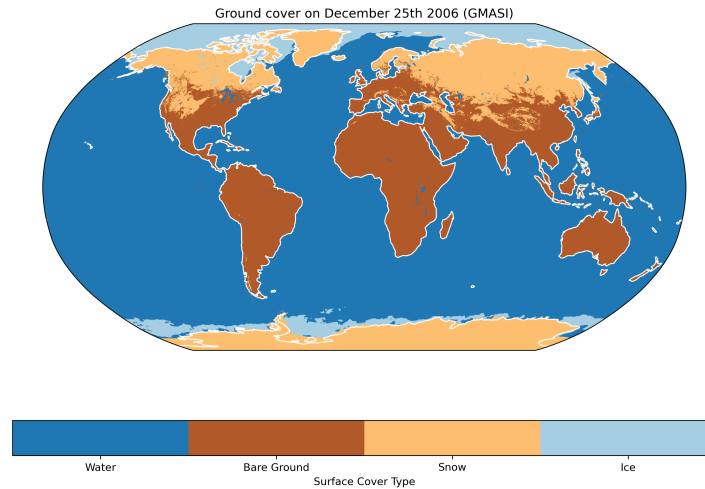 Ground cover on December 25th 2006 (GMASI)
Water
Bare Ground
Snow
Ice
Surface Cover Type